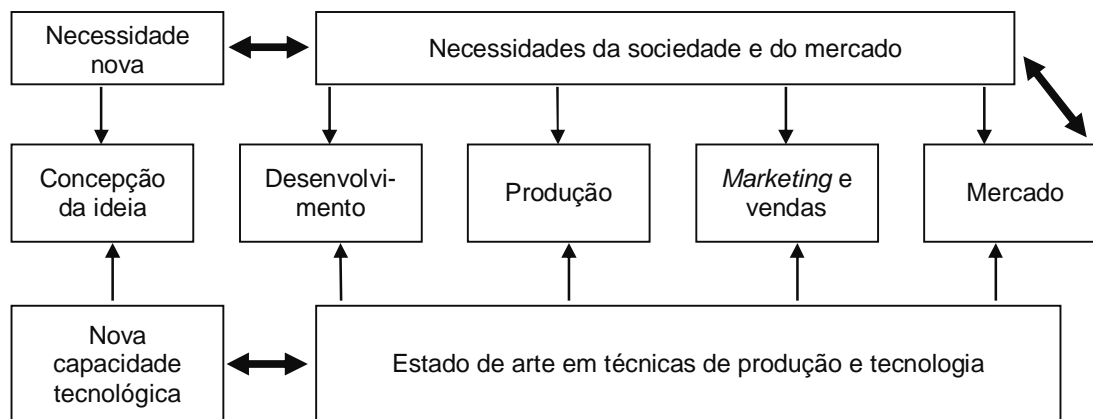 Necessidade
nova
Necessidades da sociedade e do mercado
Concepção
da ideia
Desenvolvi-
mento
Produção
Marketing e
vendas
Mercado
Nova
capacidade
tecnológica
Estado de arte em técnicas de produção e tecnologia